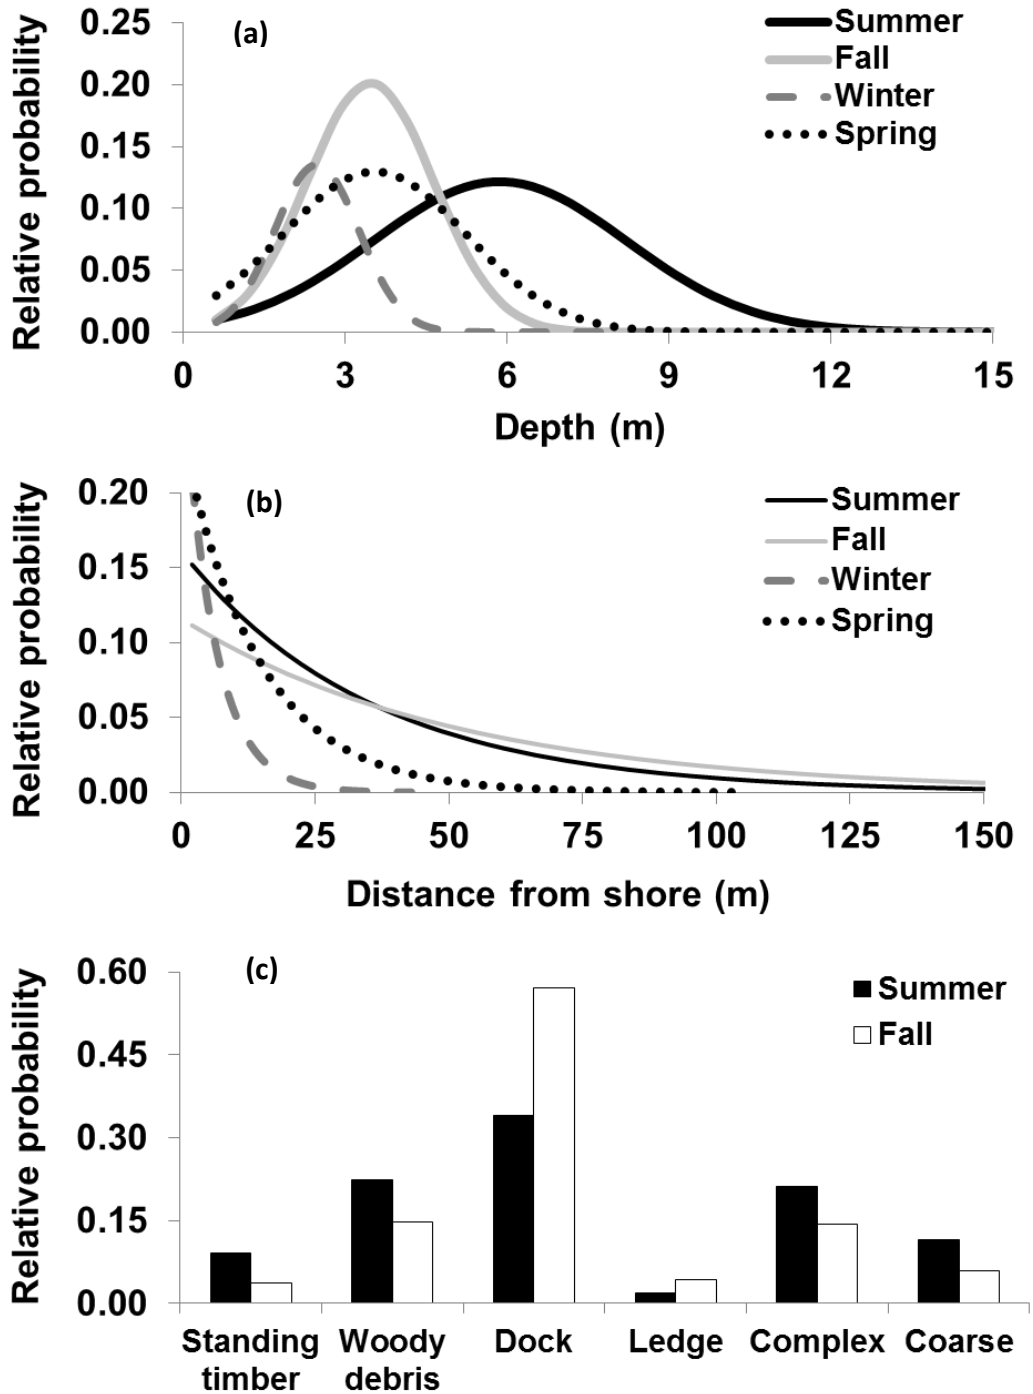 (a)
Relative probability
0.25
0.20
0.15
0.10
0.05
0.00
Summer
Fall
Winter
Spring
0 3 6 9 12 15
Depth (m)
(b)
Relative probability
0.20
0.15
0.10
0.05
0.00
Summer
Fall
Winter
Spring
0 25 50 75 100 125 150
Distance from shore (m)
(c)
Relative probability
0.60
0.45
0.30
0.15
0.00
Summer
Fall
Standing Woody Dock Ledge Complex Coarse
timber debris